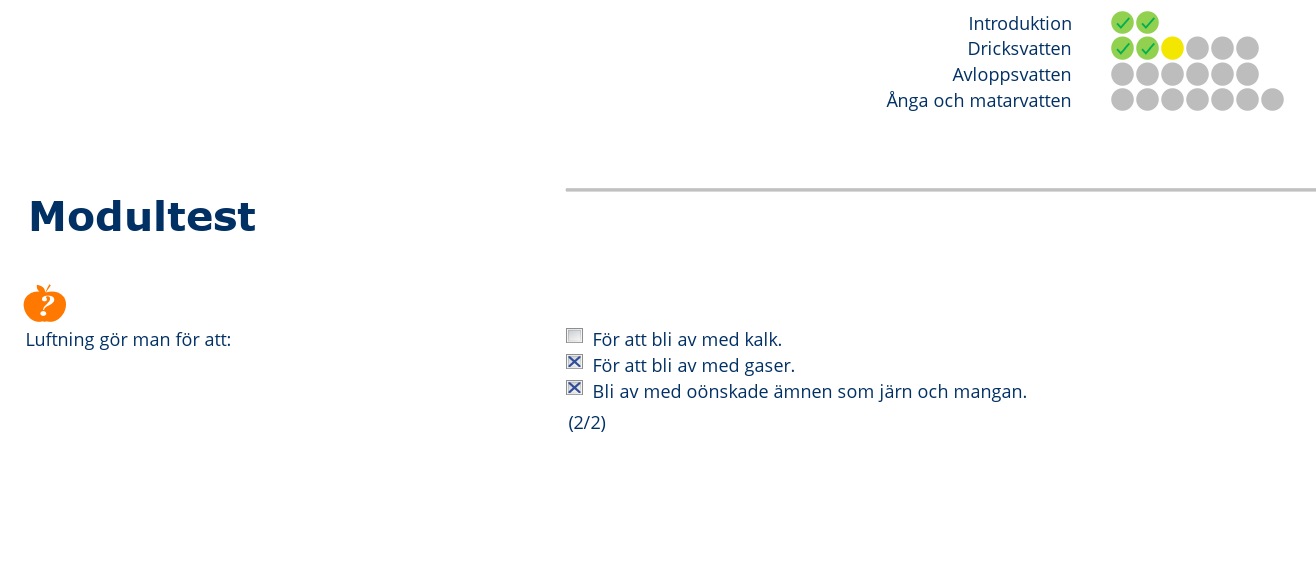 Introduktion
Dricksvatten
Avloppsvatten
Ånga och matarvatten
Modultest
?
Luftning gör man för att:
För att bli av med kalk.
För att bli av med gaser.
Bli av med oönskade ämnen som järn och mangan.
(2/2)